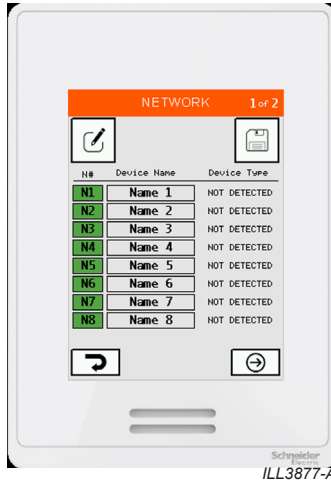 NETWORK 1 of 2
N# Device Name Device Type
N1 Name 1 NOT DETECTED
N2 Name 2 NOT DETECTED
N3 Name 3 NOT DETECTED
N4 Name 4 NOT DETECTED
N5 Name 5 NOT DETECTED
N6 Name 6 NOT DETECTED
N7 Name 7 NOT DETECTED
N8 Name 8 NOT DETECTED
Schneider
Electric
ILL3877-A